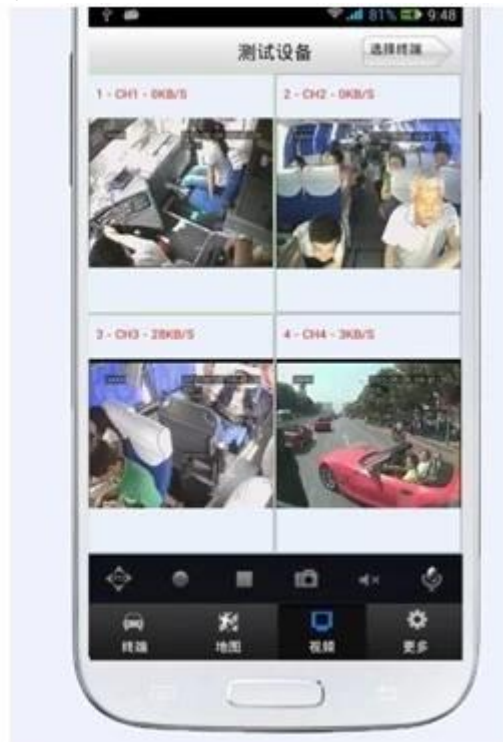 81% 9:48
测试设备 选择终端
1 - CH1 - 0KB/S
2 - CH2 - 0KB/S
3 - CH3 - 28KB/S
4 - CH4 - 3KB/S
终端 地图 视频 更多